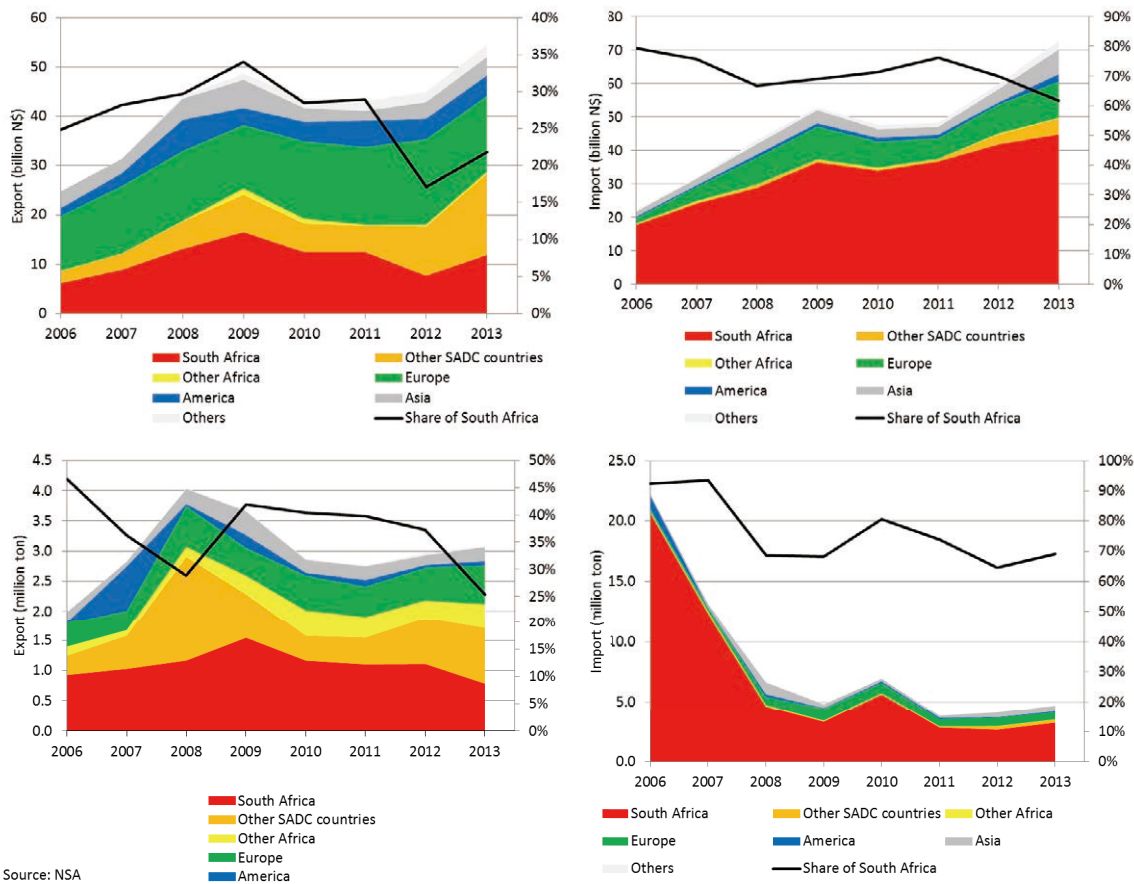 60
50
40
30
20
10
0
Export (billion N$)
40%
35%
30%
25%
20%
15%
10%
5%
0%
2006 2007 2008 2009 2010 2011 2012 2013
South Africa Other SADC countries
Other Africa Europe
America Asia
Others Share of South Africa
80
70
60
50
40
30
20
10
0
Import (billion N$)
90%
80%
70%
60%
50%
40%
30%
20%
10%
0%
2006 2007 2008 2009 2010 2011 2012 2013
South Africa Other SADC countries
Other Africa Europe
America Asia
Others Share of South Africa
4.5
4.0
3.5
3.0
2.5
2.0
1.5
1.0
0.5
0.0
Export (million ton)
50%
45%
40%
35%
30%
25%
20%
15%
10%
5%
0%
2006 2007 2008 2009 2010 2011 2012 2013
South Africa
Other SADC countries
Other Africa
Europe
America
25.0
20.0
15.0
10.0
5.0
0.0
Import (million ton)
100%
90%
80%
70%
60%
50%
40%
30%
20%
10%
0%
2006 2007 2008 2009 2010 2011 2012 2013
South Africa Other SADC countries Other Africa
Europe America Asia
Others Share of South Africa
Source: NSA